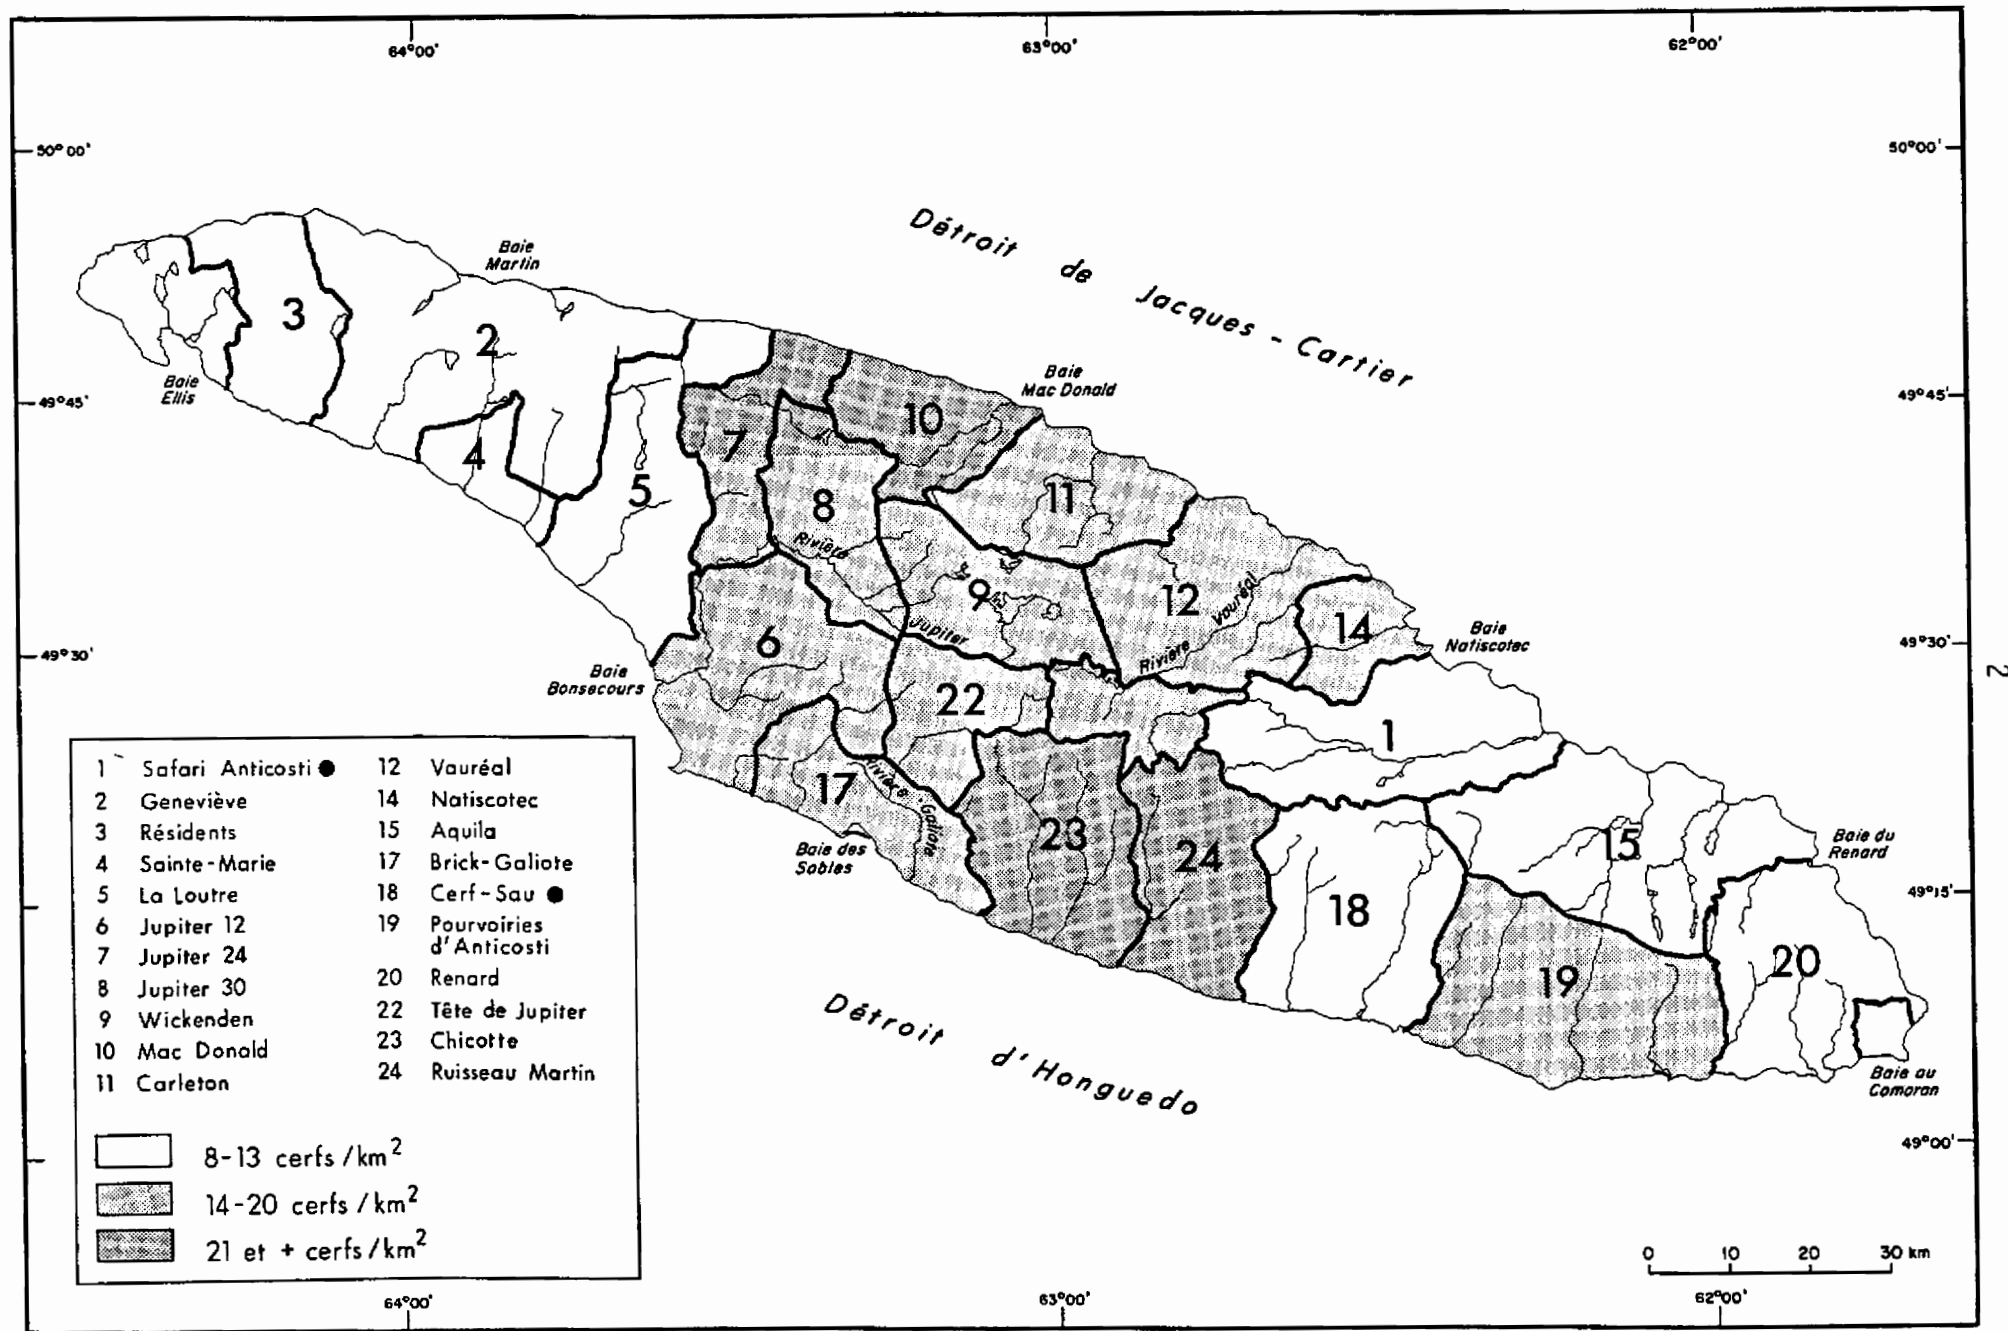 64°00'
63°00'
62°00'
50°00'
50°00'
Détroit de Jacques - Cartier
Baie
Martin
3
2
Baie
Ellis
Baie
Mac Donald
49°45'
49°45'
10
7
4
5
8
11
Rivière
9
12
Rivière Vauréal
14
Jupiter
6
Baie
Natiscotec
49°30'
49°30'
2
Baie
Bonsecours
22
1
17
Rivière - Galiote
Baie des
Sables
23
24
15
Baie du
Renard
49°15'
18
19
20
Baie au
Comoran
Détroit d'Honguedo
49°00'
1 Safari Anticosti ●
2 Geneviève
3 Résidents
4 Sainte-Marie
5 La Loutre
6 Jupiter 12
7 Jupiter 24
8 Jupiter 30
9 Wickenden
10 Mac Donald
11 Carleton
12 Vauréal
14 Natiscotec
15 Aquila
17 Brick-Galiote
18 Cerf-Sau ●
19 Pourvoiries
d'Anticosti
20 Renard
22 Tête de Jupiter
23 Chicotte
24 Ruisseau Martin
8-13 cerfs/km²
14-20 cerfs/km²
21 et + cerfs/km²
0 10 20 30 km
64°00'
63°00'
62°00'